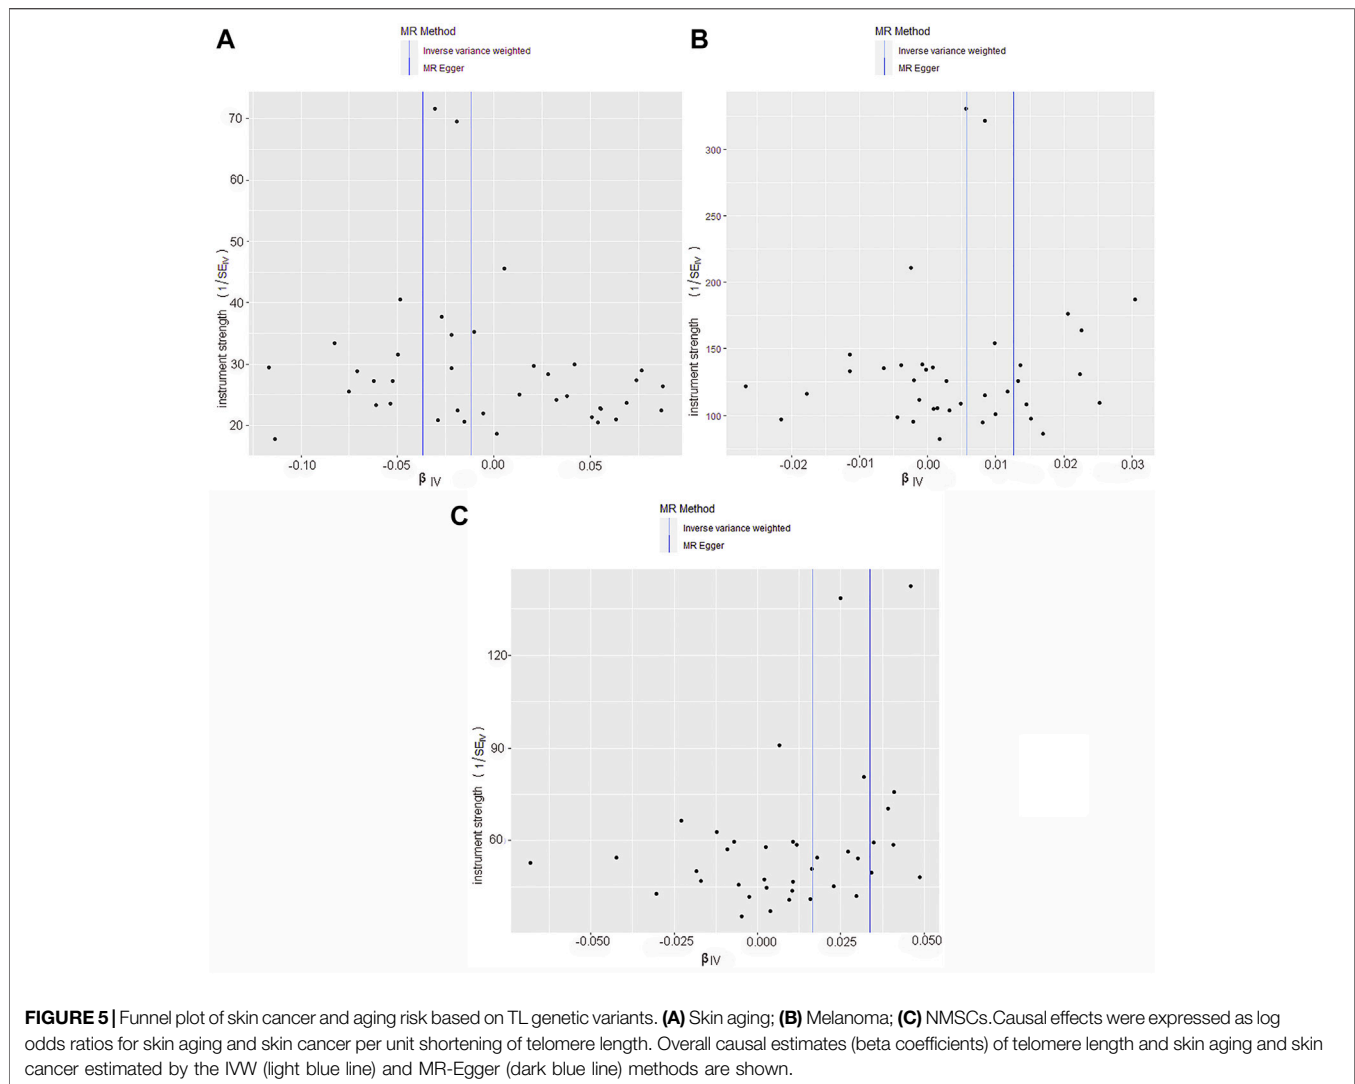 A
MR Method
Inverse variance weighted
MR Egger
instrument strength (1/SEIV)
70
60
50
40
30
20
-0.10
-0.05
0.00
0.05
β IV
B
MR Method
Inverse variance weighted
MR Egger
instrument strength (1/SEIV)
300
250
200
150
100
-0.02
-0.01
0.00
0.01
0.02
0.03
β IV
C
MR Method
Inverse variance weighted
MR Egger
instrument strength (1/SEIV)
120
90
60
-0.050
-0.025
0.000
0.025
0.050
β IV
FIGURE 5 | Funnel plot of skin cancer and aging risk based on TL genetic variants. (A) Skin aging; (B) Melanoma; (C) NMSCs.Causal effects were expressed as log
odds ratios for skin aging and skin cancer per unit shortening of telomere length. Overall causal estimates (beta coefficients) of telomere length and skin aging and skin
cancer estimated by the IVW (light blue line) and MR-Egger (dark blue line) methods are shown.